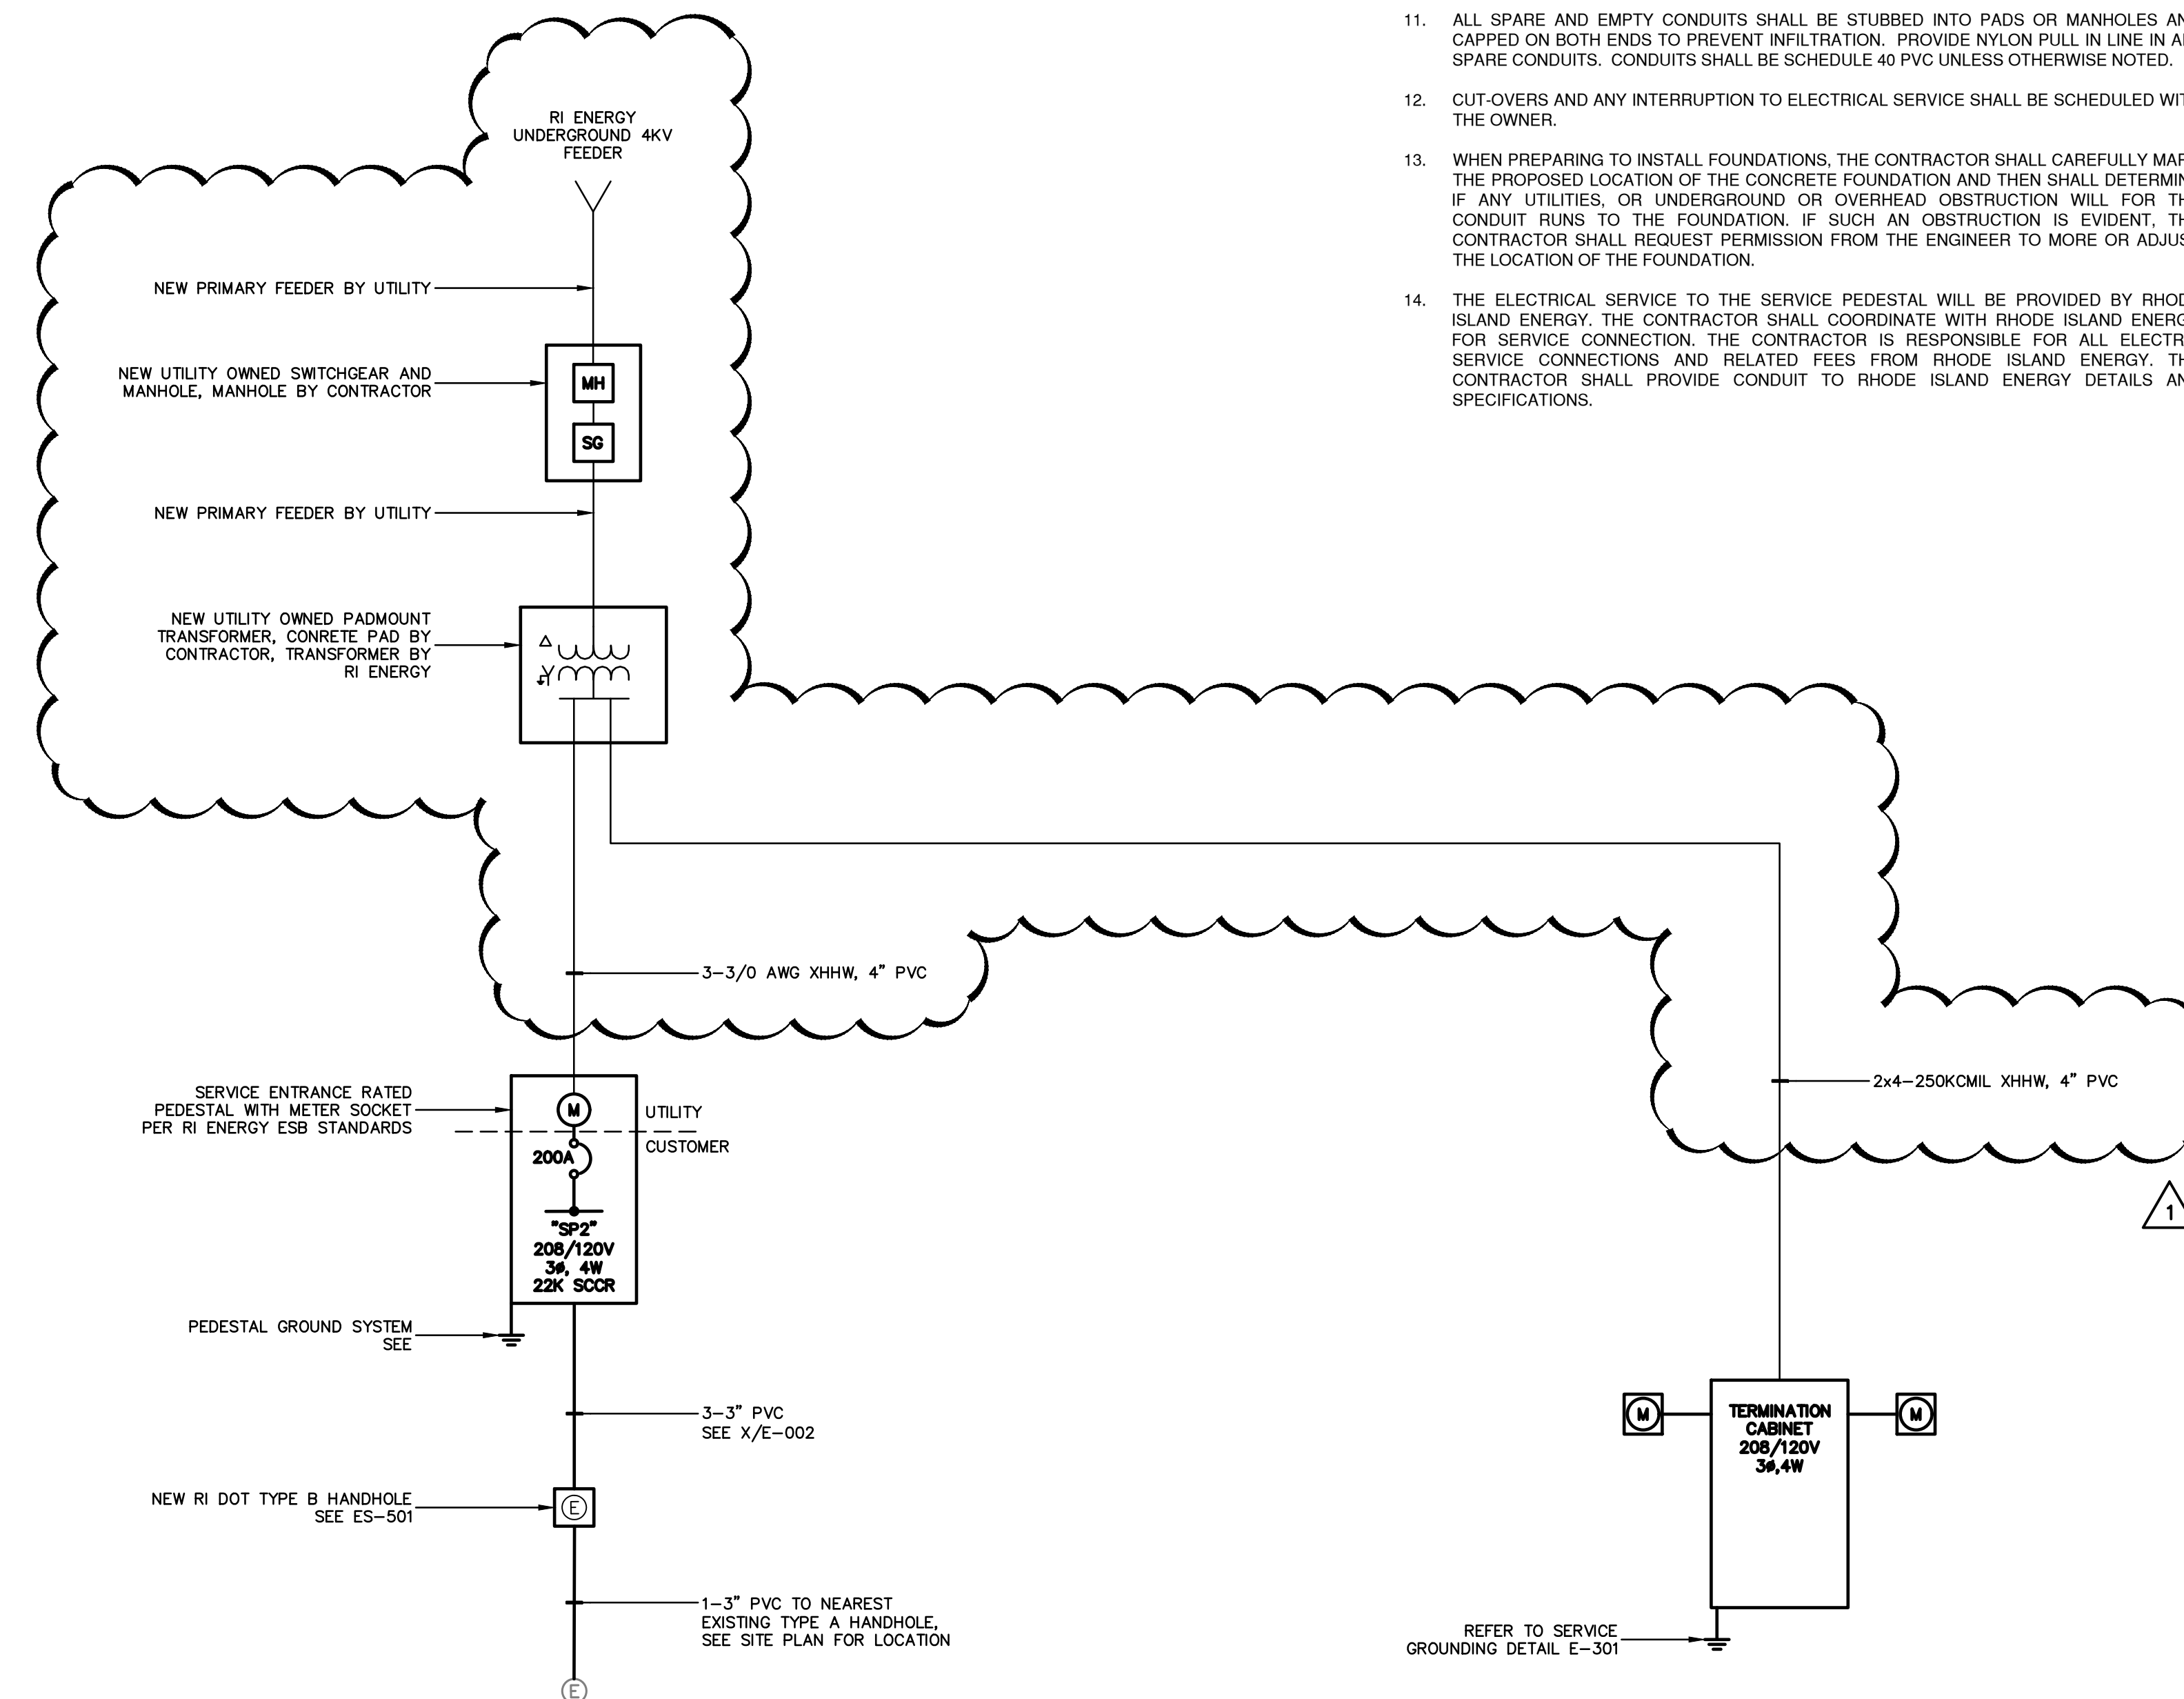 11. ALL SPARE AND EMPTY CONDUITS SHALL BE STUBBED INTO PADS OR MANHOLES
CAPPED ON BOTH ENDS TO PREVENT INFILTRATION. PROVIDE NYLON PULL IN LINE IN
SPARE CONDUITS. CONDUITS SHALL BE SCHEDULE 40 PVC UNLESS OTHERWISE NOTED.
12. CUT-OVERS AND ANY INTERRUPTION TO ELECTRICAL SERVICE SHALL BE SCHEDULED
THE OWNER.
13. WHEN PREPARING TO INSTALL FOUNDATIONS, THE CONTRACTOR SHALL CAREFULLY
THE PROPOSED LOCATION OF THE CONCRETE FOUNDATION AND THEN SHALL
IF ANY UTILITIES, OR UNDERGROUND OR OVERHEAD OBSTRUCTION WILL FOR
CONDUIT RUNS TO THE FOUNDATION. IF SUCH AN OBSTRUCTION IS EVIDENT,
CONTRACTOR SHALL REQUEST PERMISSION FROM THE ENGINEER TO MORE OR
THE LOCATION OF THE FOUNDATION.
14. THE ELECTRICAL SERVICE TO THE SERVICE PEDESTAL WILL BE PROVIDED BY
ISLAND ENERGY. THE CONTRACTOR SHALL COORDINATE WITH RHODE ISLAND
FOR SERVICE CONNECTION. THE CONTRACTOR IS RESPONSIBLE FOR ALL
SERVICE CONNECTIONS AND RELATED FEES FROM RHODE ISLAND ENERGY.
CONTRACTOR SHALL PROVIDE CONDUIT TO RHODE ISLAND ENERGY DETAILS
SPECIFICATIONS.
RI ENERGY
UNDERGROUND 4KV
FEEDER
NEW PRIMARY FEEDER BY UTILITY
NEW UTILITY OWNED SWITCHGEAR AND
MANHOLE, MANHOLE BY CONTRACTOR
MH
SG
NEW PRIMARY FEEDER BY UTILITY
NEW UTILITY OWNED PADMOUNT
TRANSFORMER, CONRETE PAD BY
CONTRACTOR, TRANSFORMER BY
RI ENERGY
3-3/0 AWG XHHW, 4" PVC
2x4-250KCMIL XHHW, 4" PVC
SERVICE ENTRANCE RATED
PEDESTAL WITH METER SOCKET
PER RI ENERGY ESB STANDARDS
M
UTILITY
CUSTOMER
200A
"SP2"
208/120V
3ø, 4W
22K SCCR
1
PEDESTAL GROUND SYSTEM
SEE
3-3" PVC
SEE X/E-002
M
TERMINATION
CABINET
208/120V
3ø,4W
M
NEW RI DOT TYPE B HANDHOLE
SEE ES-501
E
1-3" PVC TO NEAREST
EXISTING TYPE A HANDHOLE,
SEE SITE PLAN FOR LOCATION
REFER TO SERVICE
GROUNDING DETAIL E-301
E